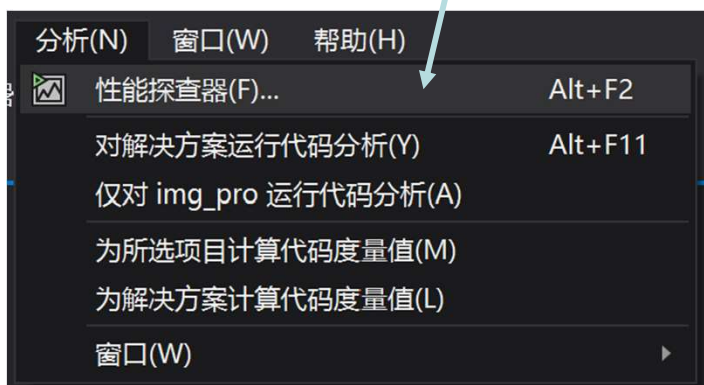 分析(N) 窗口(W) 帮助(H)
性能探查器(F)... Alt+F2
对解决方案运行代码分析(Y) Alt+F11
仅对 img_pro 运行代码分析(A)
为所选项目计算代码度量值(M)
为解决方案计算代码度量值(L)
窗口(W)